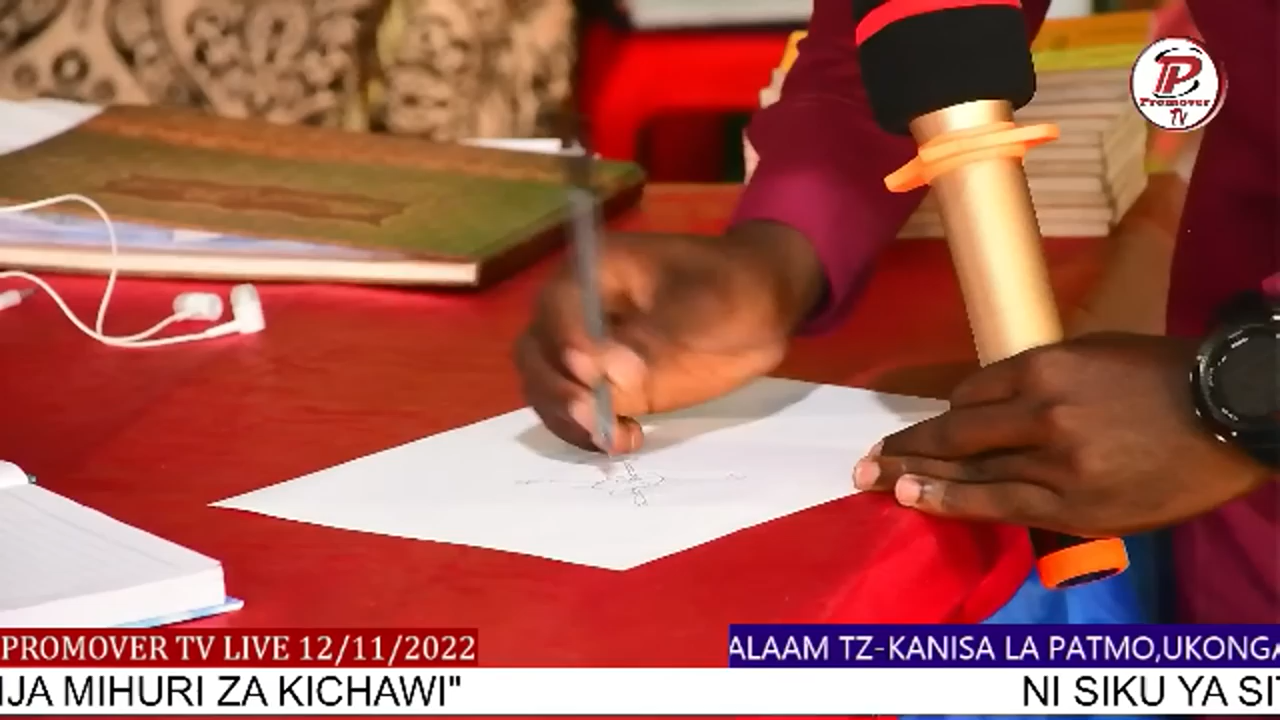 P
Promover
TV
PROMOVER TV LIVE 12/11/2022
ALAAM TZ-KANISA LA PATMO,UKONGA
IJA MIHURI ZA KICHAWI"
NI SIKU YA SI